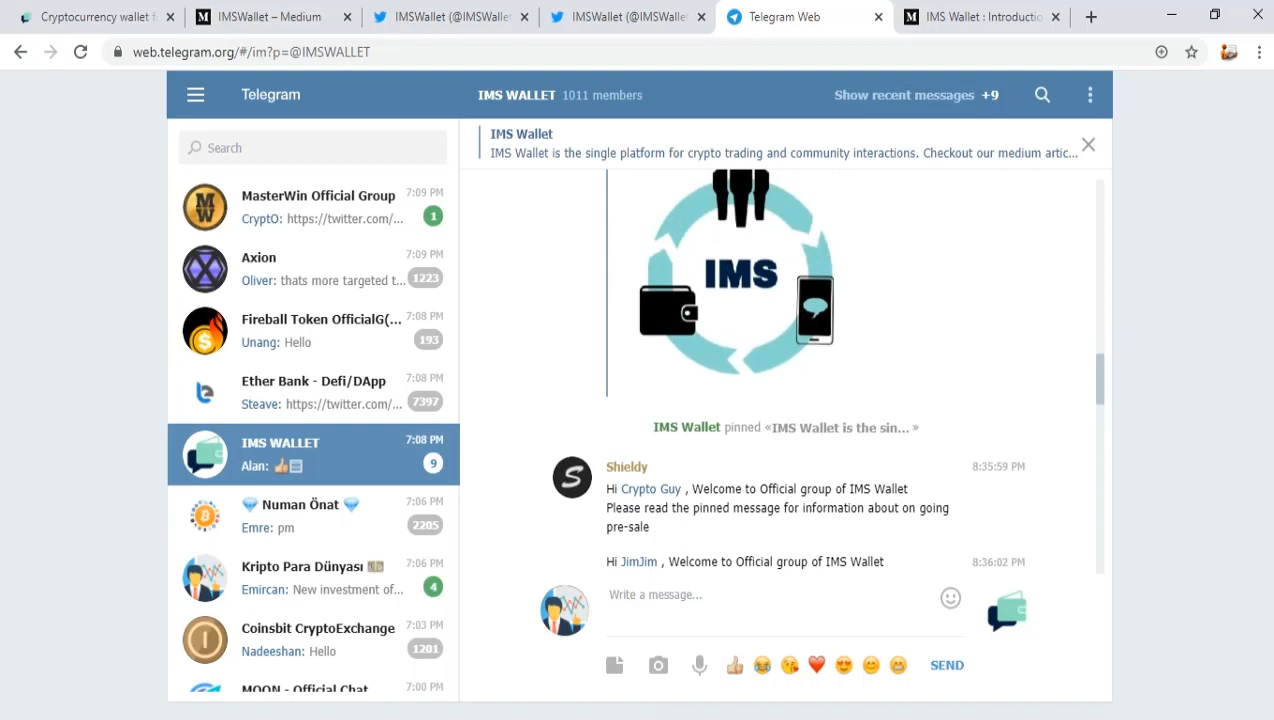 Cryptocurrency wallet f
IMSWallet – Medium
IMSWallet (@IMSWalle
IMSWallet (@IMSWallet
Telegram Web
IMS Wallet : Introductio
web.telegram.org/#/im?p=@IMSWALLET
Telegram
IMS WALLET 1011 members
Show recent messages +9
Search
IMS Wallet
IMS Wallet is the single platform for crypto trading and community interactions. Checkout our medium artic...
MasterWin Official Group 7:09 PM
CryptO: https://twitter.com/... 1
Axion 7:09 PM
Oliver: thats more targeted t... 1223
Fireball Token OfficialG(... 7:08 PM
Unang: Hello 193
Ether Bank - Defi/DApp 7:08 PM
Steave: https://twitter.com/... 7397
IMS WALLET 7:08 PM
Alan: 👍🏼 9
💎 Numan Önat 💎 7:06 PM
Emre: pm 2205
Kripto Para Dünyası 💴 7:06 PM
Emircan: New investment of... 4
Coinsbit CryptoExchange 7:03 PM
Nadeeshan: Hello 1201
MOON - Official Chat 7:00 PM
MW
IMS
IMS Wallet pinned «IMS Wallet is the sin... »
Shieldy 8:35:59 PM
Hi Crypto Guy , Welcome to Official group of IMS Wallet
Please read the pinned message for information about on going
pre-sale
Hi JimJim , Welcome to Official group of IMS Wallet 8:36:02 PM
Write a message...
SEND